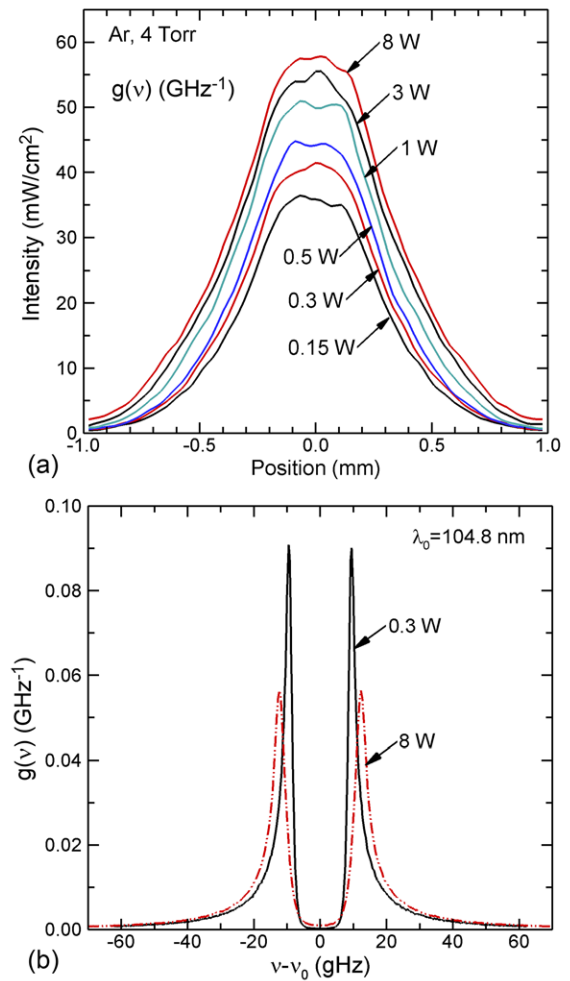 Ar, 4 Torr
g(ν) (GHz⁻¹)
8 W
3 W
1 W
0.5 W
0.3 W
0.15 W
Intensity (mW/cm²)
60
50
40
30
20
10
0
-1.0
-0.5
0.0
0.5
1.0
Position (mm)
(a)
λ₀=104.8 nm
0.3 W
8 W
g(ν) (GHz⁻¹)
0.10
0.08
0.06
0.04
0.02
0.00
-60
-40
-20
0
20
40
60
ν-ν₀ (gHz)
(b)